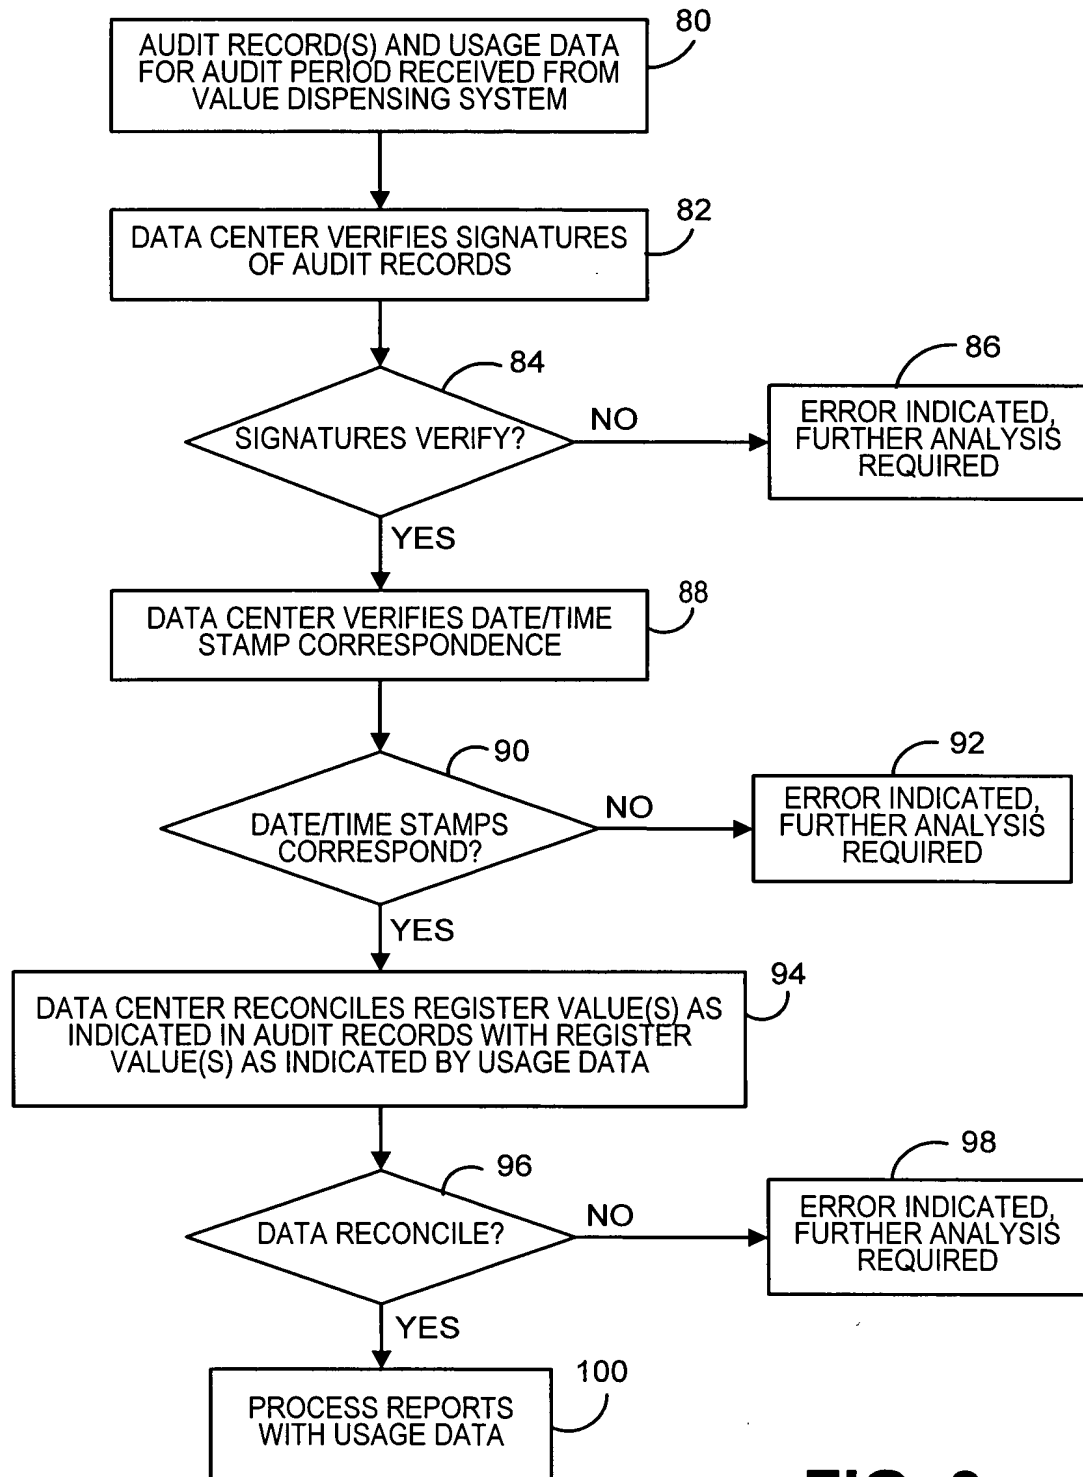 80
AUDIT RECORD(S) AND USAGE DATA
FOR AUDIT PERIOD RECEIVED FROM
VALUE DISPENSING SYSTEM
82
DATA CENTER VERIFIES SIGNATURES
OF AUDIT RECORDS
84
SIGNATURES VERIFY?
NO
86
ERROR INDICATED,
FURTHER ANALYSIS
REQUIRED
YES
88
DATA CENTER VERIFIES DATE/TIME
STAMP CORRESPONDENCE
90
DATE/TIME STAMPS
CORRESPOND?
NO
92
ERROR INDICATED,
FURTHER ANALYSIS
REQUIRED
YES
94
DATA CENTER RECONCILES REGISTER VALUE(S) AS
INDICATED IN AUDIT RECORDS WITH REGISTER
VALUE(S) AS INDICATED BY USAGE DATA
96
DATA RECONCILE?
NO
98
ERROR INDICATED,
FURTHER ANALYSIS
REQUIRED
YES
100
PROCESS REPORTS
WITH USAGE DATA